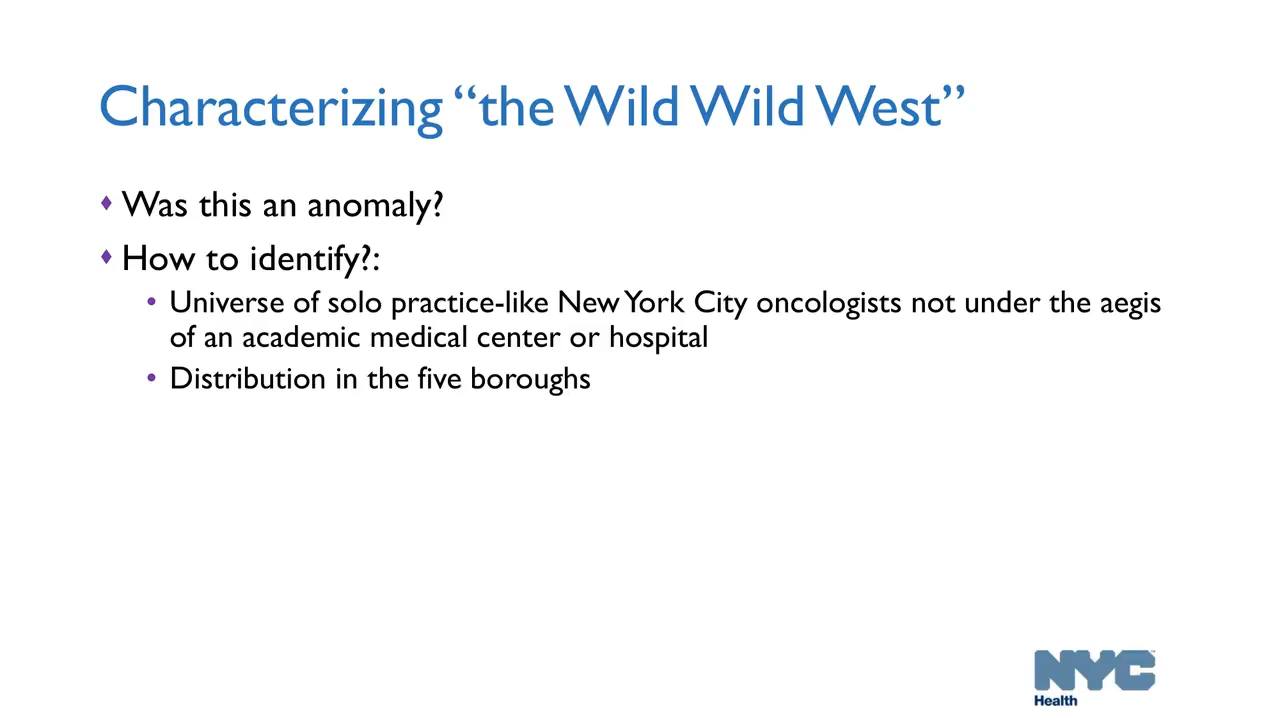 Characterizing “the Wild Wild West”
♦ Was this an anomaly?
♦ How to identify?:
• Universe of solo practice-like New York City oncologists not under the aegis
of an academic medical center or hospital
• Distribution in the five boroughs
NYC
Health